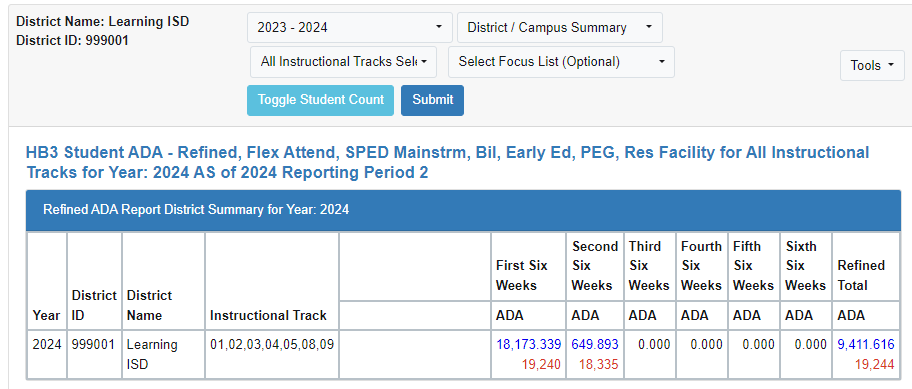 District Name: Learning ISD
District ID: 999001
2023 - 2024
District / Campus Summary
All Instructional Tracks Sele
Select Focus List (Optional)
Tools
Toggle Student Count
Submit
HB3 Student ADA - Refined, Flex Attend, SPED Mainstrm, Bil, Early Ed, PEG, Res Facility for All Instructional
Tracks for Year: 2024 AS of 2024 Reporting Period 2
Refined ADA Report District Summary for Year: 2024
Year District ID District Name Instructional Track First Six Weeks Second Six Weeks Third Six Weeks Fourth Six Weeks Fifth Six Weeks Sixth Six Weeks Refined Total
ADA ADA ADA ADA ADA ADA ADA
2024 999001 Learning ISD 01,02,03,04,05,08,09 18,173.339 649.893 0.000 0.000 0.000 0.000 9,411.616
19,240 18,335 19,244